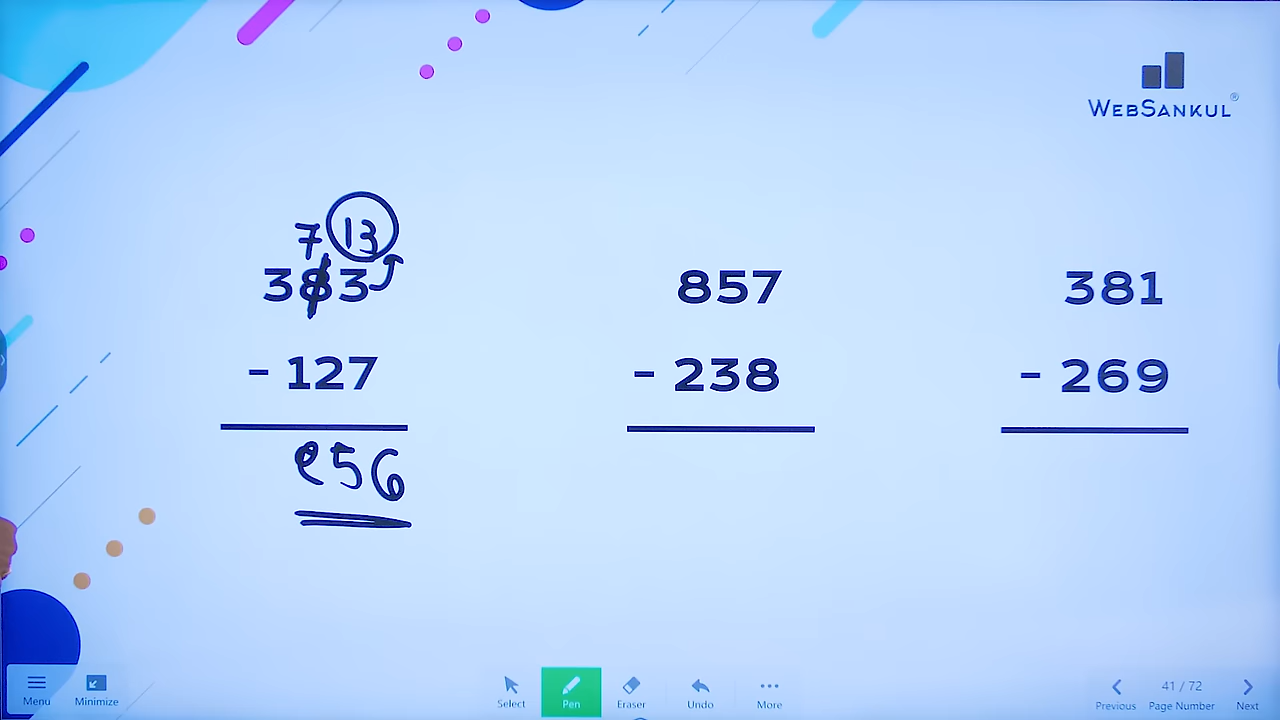 WEBSANKUL®
7 13
383
- 127
256
857
- 238
381
- 269
Menu
Minimize
Select
Pen
Eraser
Undo
More
Previous
41 / 72
Page Number
Next